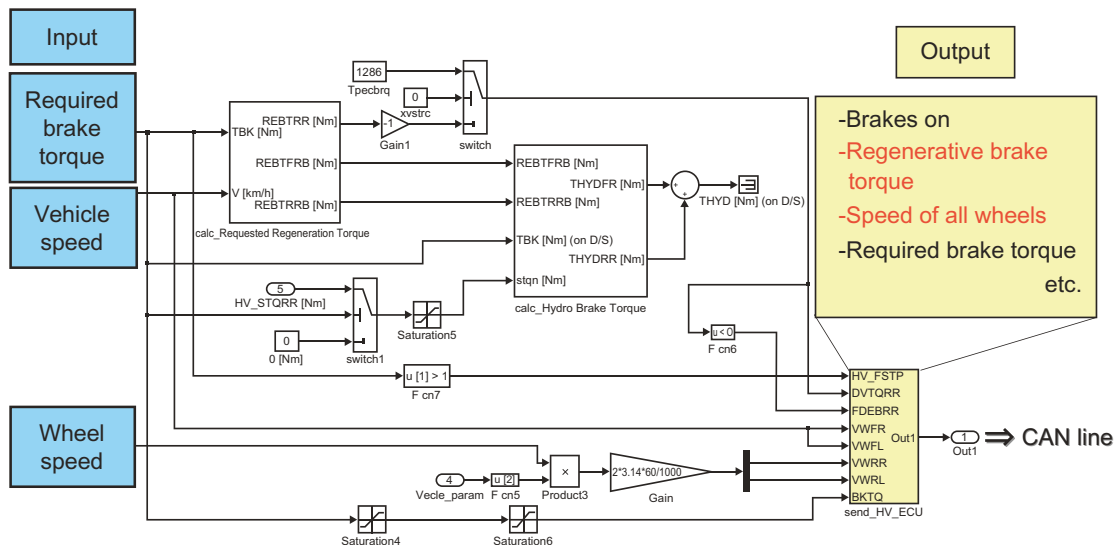 Input
Required
brake
torque
Vehicle
speed
Wheel
speed
Output
-Brakes on
-Regenerative brake
torque
-Speed of all wheels
-Required brake torque
etc.
1286
Tpecbrq
0
xvstrc
switch
-1
Gain1
TBK [Nm]
V [km/h]
REBTRR [Nm]
REBTFRB [Nm]
REBTRRB [Nm]
calc_Requested Regeneration Torque
REBTFRB [Nm]
REBTRRB [Nm]
TBK [Nm] (on D/S)
stqn [Nm]
THYDFR [Nm]
THYDRR [Nm]
calc_Hydro Brake Torque
+
+
THYD [Nm] (on D/S)
5
HV_STQRR [Nm]
0
0 [Nm]
switch1
Saturation5
u < 0
F cn6
u [1] > 1
F cn7
4
Vecle_param
u [2]
F cn5
×
Product3
2*3.14*60/1000
Gain
Saturation4
Saturation6
HV_FSTP
DVTQRR
FDEBRR
VWFR
VWFL
VWRR
VWRL
BKTQ
Out1
send_HV_ECU
1
Out1
⇒ CAN line